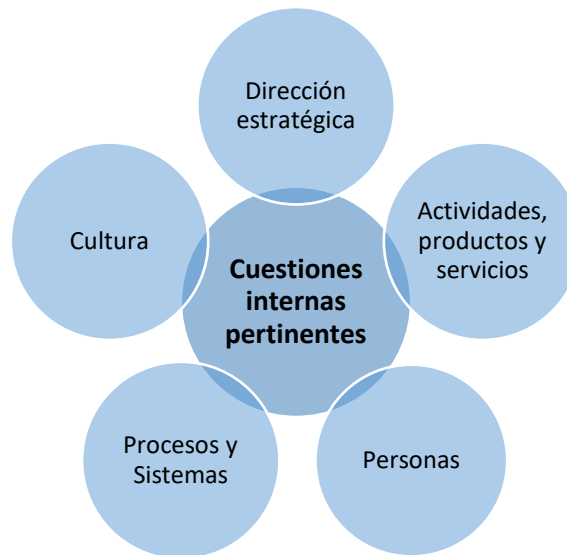 Dirección
estratégica
Actividades,
productos y
servicios
Cultura
Cuestiones
internas
pertinentes
Procesos y
Sistemas
Personas